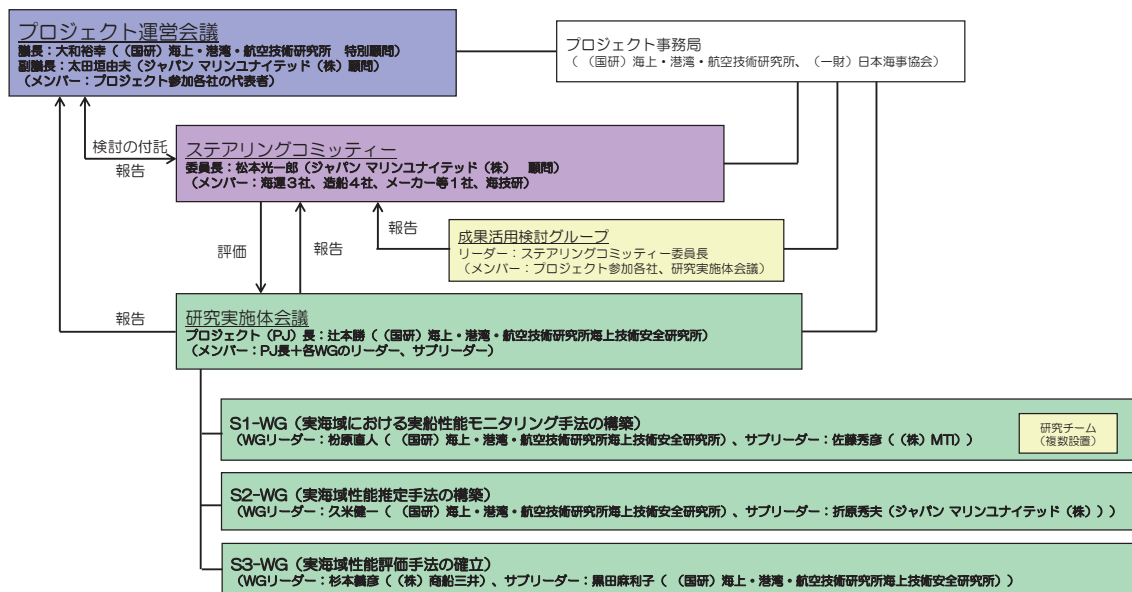 プロジェクト運営会議
議長：大和裕幸（（国研）海上・港湾・航空技術研究所　特別顧問）
副議長：太田垣由夫（ジャパン マリンユナイテッド（株）顧問）
（メンバー：プロジェクト参加各社の代表者）
プロジェクト事務局
（（国研）海上・港湾・航空技術研究所、（一財）日本海事協会）
検討の付託
報告
ステアリングコミッティー
委員長：松本光一郎（ジャパン マリンユナイテッド（株）　顧問）
（メンバー：海運３社、造船４社、メーカー等１社、海技研）
評価
報告
報告
成果活用検討グループ
リーダー：ステアリングコミッティー委員長
（メンバー：プロジェクト参加各社、研究実施体会議）
報告
研究実施体会議
プロジェクト（PJ）長：辻本勝（（国研）海上・港湾・航空技術研究所海上技術安全研究所）
（メンバー：PJ長＋各WGのリーダー、サブリーダー）
S1-WG（実海域における実船性能モニタリング手法の構築）
（WGリーダー：枌原直人（（国研）海上・港湾・航空技術研究所海上技術安全研究所）、サブリーダー：佐藤秀彦（（株）MTI））
研究チーム
（複数設置）
S2-WG（実海域性能推定手法の構築）
（WGリーダー：久米健一（（国研）海上・港湾・航空技術研究所海上技術安全研究所）、サブリーダー：折原秀夫（ジャパン マリンユナイテッド（株）））
S3-WG（実海域性能評価手法の確立）
（WGリーダー：杉本義彦（（株）商船三井）、サブリーダー：黒田麻利子（（国研）海上・港湾・航空技術研究所海上技術安全研究所））